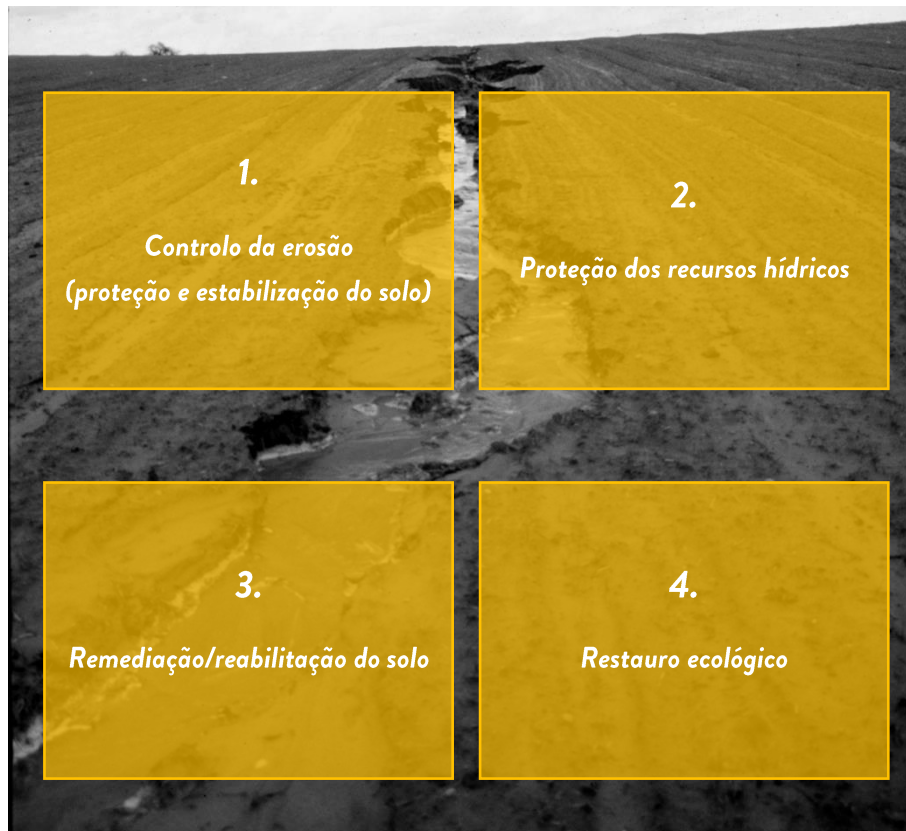 1.
Controlo da erosão
(proteção e estabilização do solo)
2.
Proteção dos recursos hídricos
3.
Remediação/reabilitação do solo
4.
Restauro ecológico